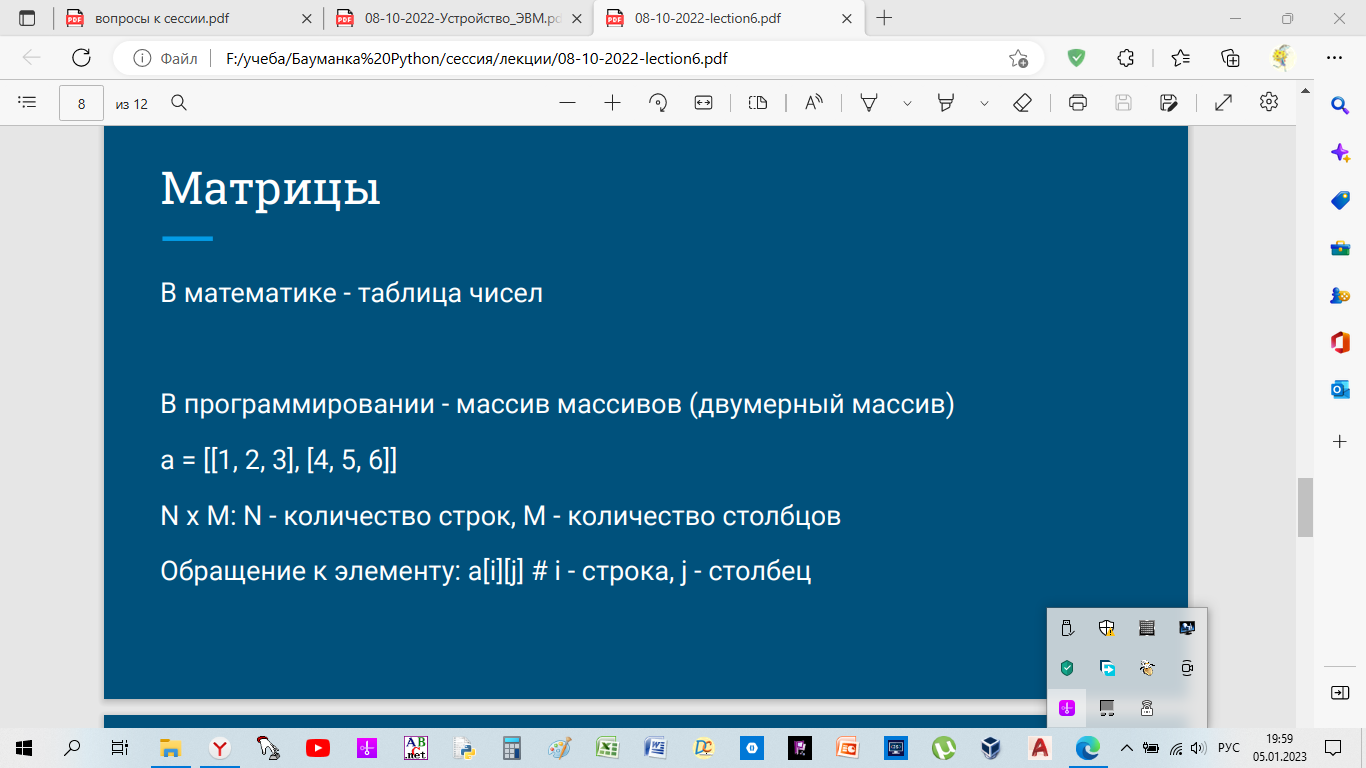 вопросы к сессии.pdf
08-10-2022-Устройство_ЭВМ.pd
08-10-2022-lection6.pdf
Файл
F:/учеба/Бауманка%20Python/сессия/лекции/08-10-2022-lection6.pdf
8
из 12
Матрицы
В математике - таблица чисел
В программировании - массив массивов (двумерный массив)
a = [[1, 2, 3], [4, 5, 6]]
N x M: N - количество строк, M - количество столбцов
Обращение к элементу: a[i][j] # i - строка, j - столбец
РУС
19:59
05.01.2023